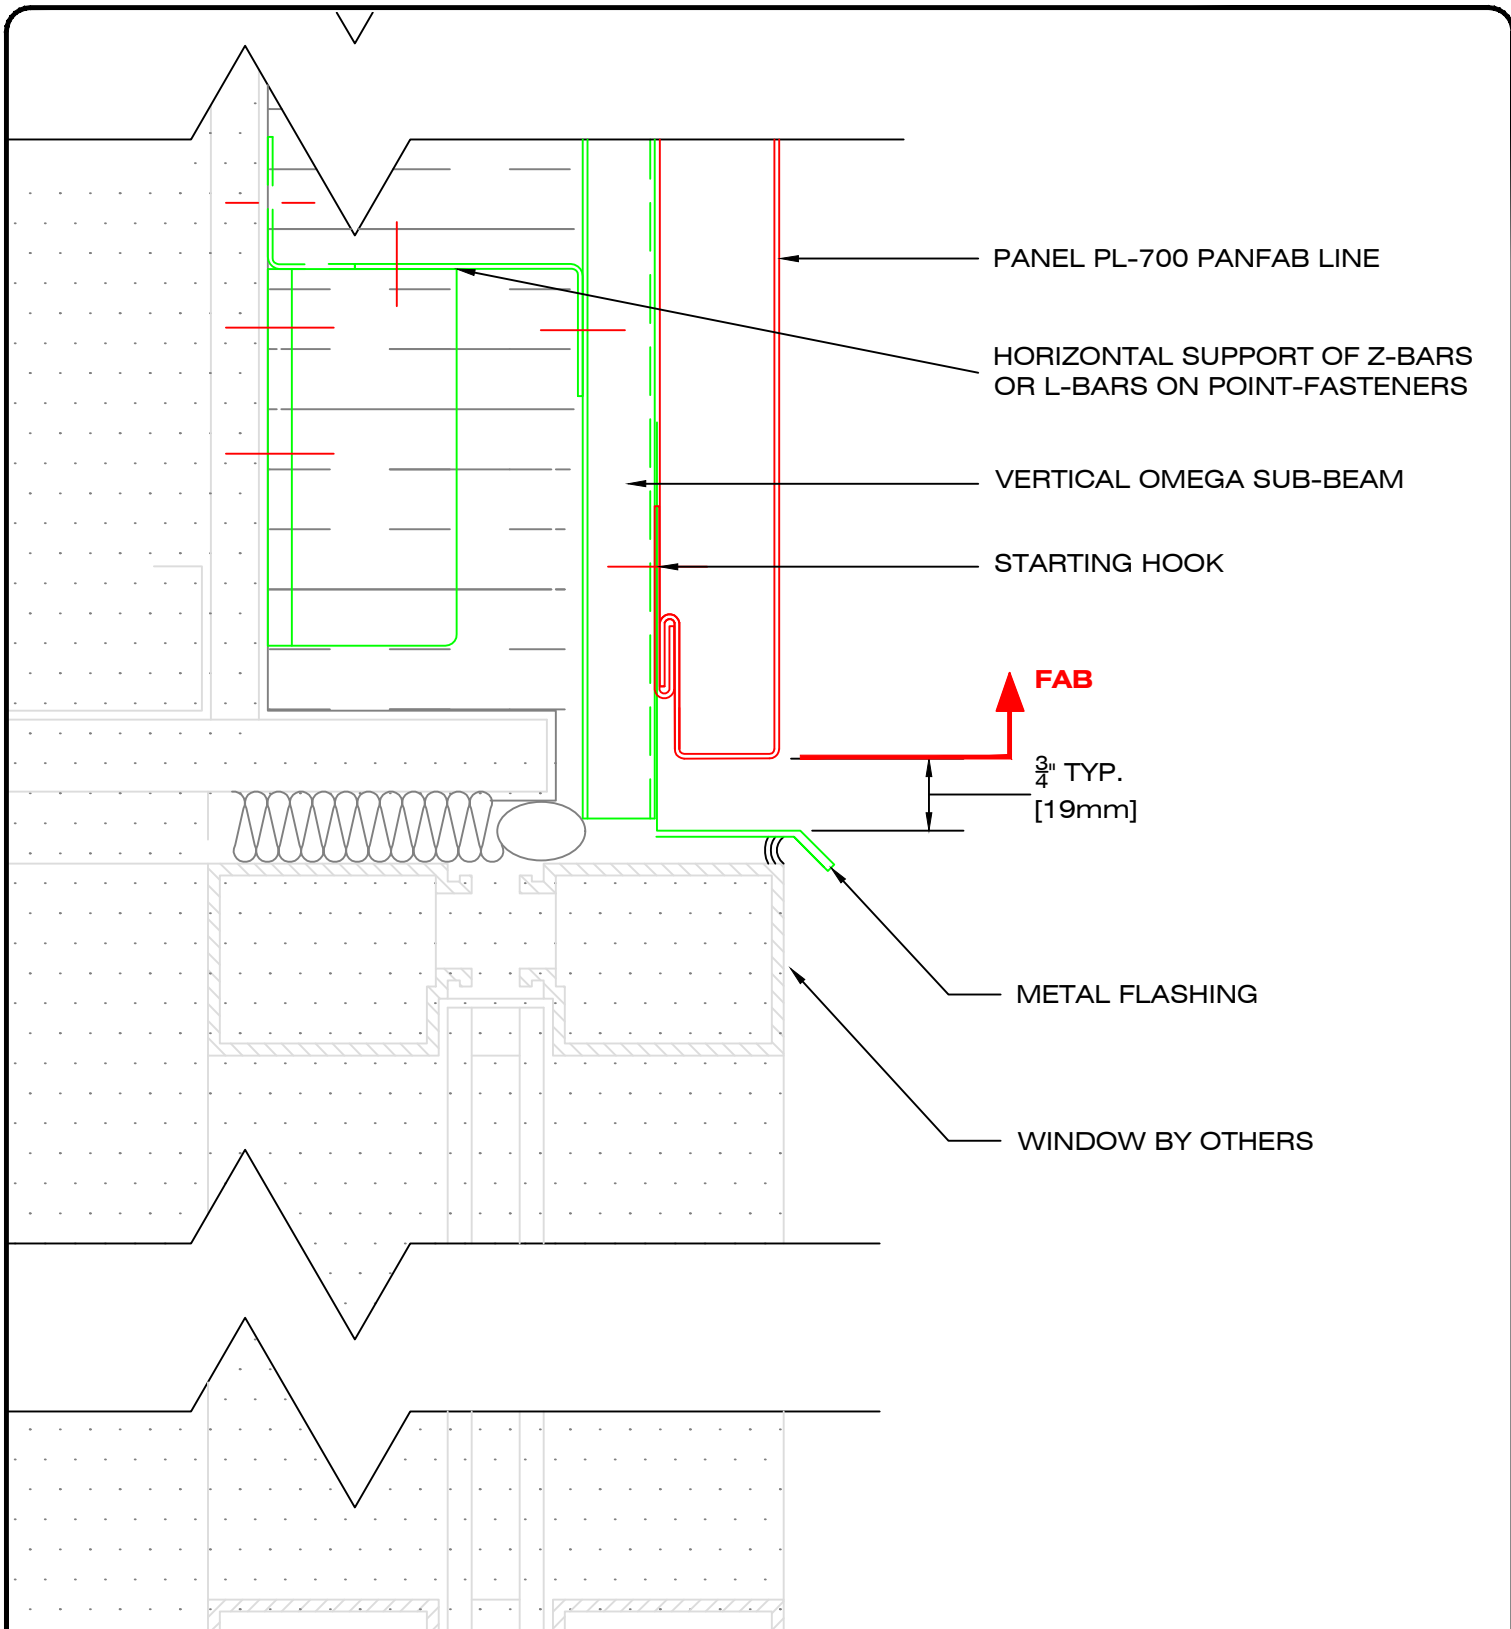 PANEL PL-700 PANFAB LINE
HORIZONTAL SUPPORT OF Z-BARS
OR L-BARS ON POINT-FASTENERS
VERTICAL OMEGA SUB-BEAM
STARTING HOOK
FAB
3/4" TYP.
[19mm]
METAL FLASHING
WINDOW BY OTHERS